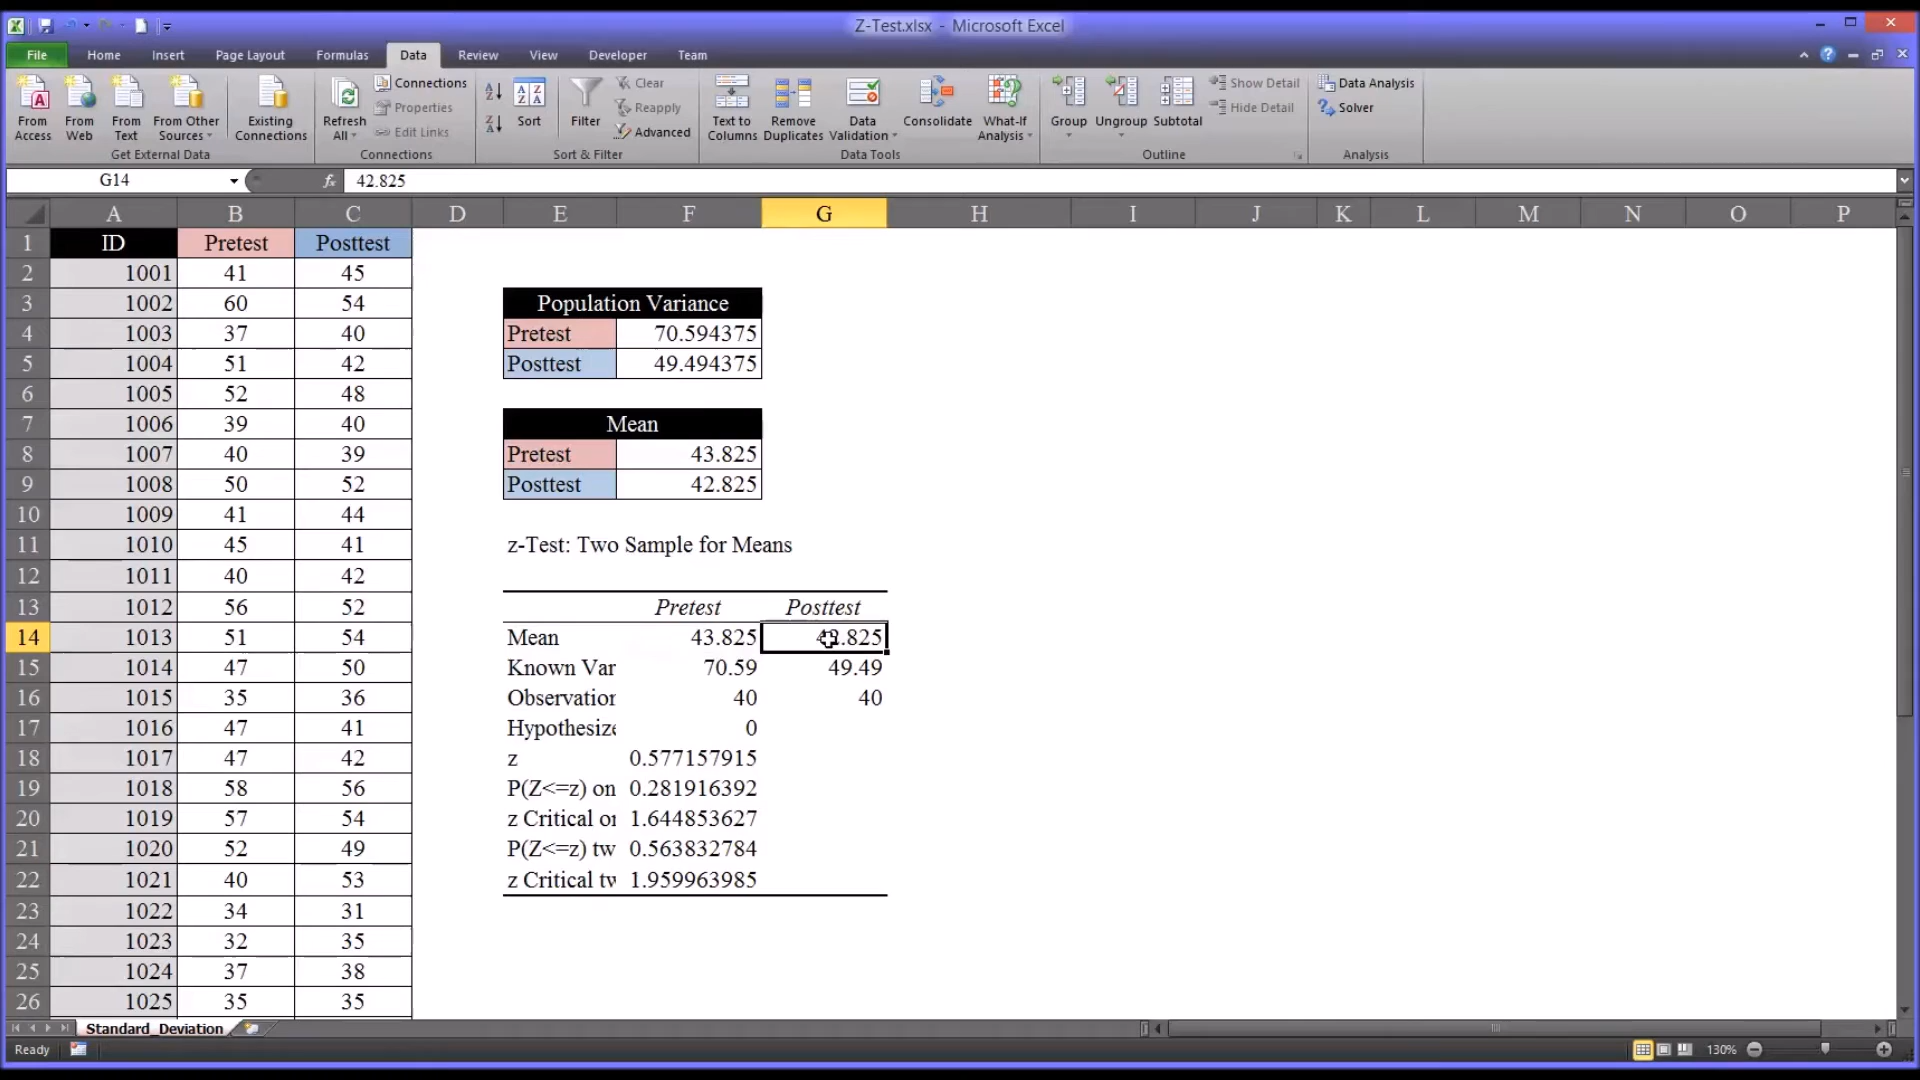 Z-Test.xlsx - Microsoft Excel
File Home Insert Page Layout Formulas Data Review View Developer Team
From Access
From Web
From Text
From Other Sources
Existing Connections
Get External Data
Refresh All
Connections
Properties
Edit Links
Connections
Sort
Filter
Clear
Reapply
Advanced
Sort & Filter
Text to Columns
Remove Duplicates
Data Validation
Consolidate
What-If Analysis
Data Tools
Group
Ungroup
Subtotal
Show Detail
Hide Detail
Outline
Data Analysis
Solver
Analysis
G14 fx 42.825
A B C D E F G H I J K L M N O P
1 ID Pretest Posttest
2 1001 41 45
3 1002 60 54 Population Variance
4 1003 37 40 Pretest 70.594375
5 1004 51 42 Posttest 49.494375
6 1005 52 48
7 1006 39 40 Mean
8 1007 40 39 Pretest 43.825
9 1008 50 52 Posttest 42.825
10 1009 41 44
11 1010 45 41 z-Test: Two Sample for Means
12 1011 40 42
13 1012 56 52 Pretest Posttest
14 1013 51 54 Mean 43.825 42.825
15 1014 47 50 Known Var 70.59 49.49
16 1015 35 36 Observation 40 40
17 1016 47 41 Hypothesize 0
18 1017 47 42 z 0.577157915
19 1018 58 56 P(Z<=z) on 0.281916392
20 1019 57 54 z Critical or 1.644853627
21 1020 52 49 P(Z<=z) tw 0.563832784
22 1021 40 53 z Critical tw 1.959963985
23 1022 34 31
24 1023 32 35
25 1024 37 38
26 1025 35 35
Standard_Deviation
Ready 130%